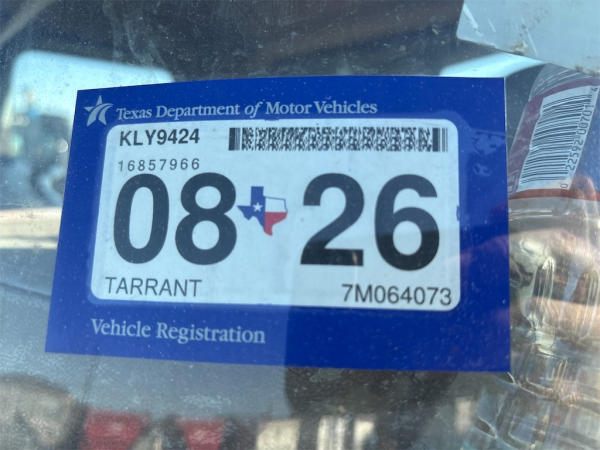 Texas Department of Motor Vehicles
KLY9424
16857966
08 26
TARRANT 7M064073
Vehicle Registration